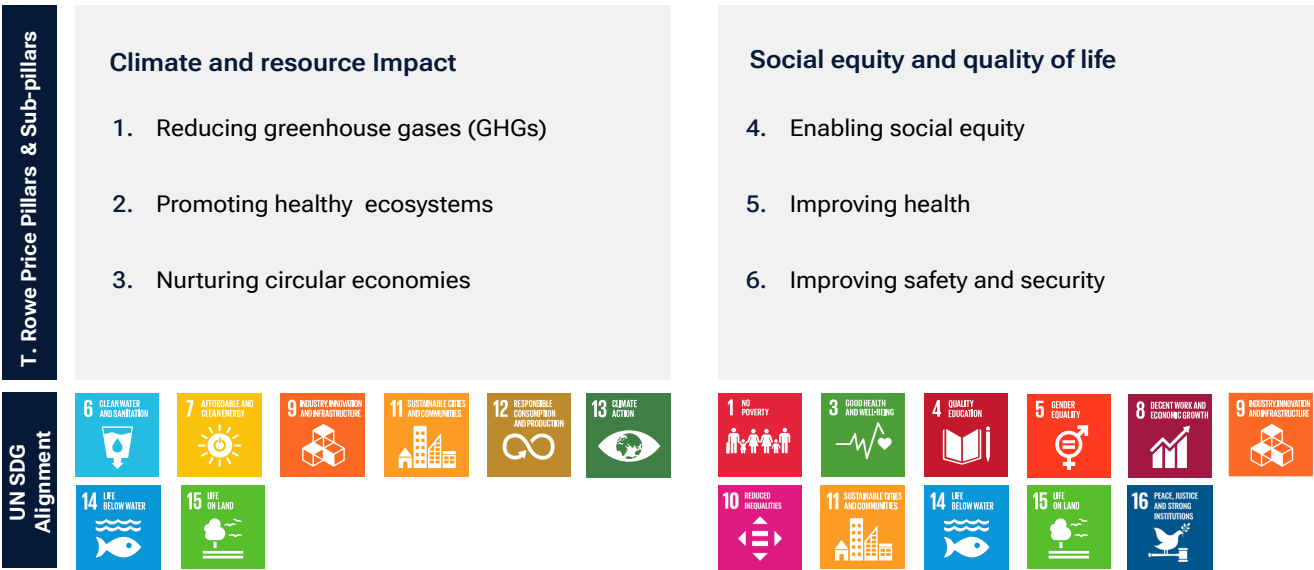 T. Rowe Price Pillars & Sub-pillars
Climate and resource Impact
1. Reducing greenhouse gases (GHGs)
2. Promoting healthy ecosystems
3. Nurturing circular economies
Social equity and quality of life
4. Enabling social equity
5. Improving health
6. Improving safety and security
UN SDG
Alignment
6 CLEAN WATER
AND SANITATION
7 AFFORDABLE AND
CLEAN ENERGY
9 INDUSTRY, INNOVATION
AND INFRASTRUCTURE
11 SUSTAINABLE CITIES
AND COMMUNITIES
12 RESPONSIBLE
CONSUMPTION
AND PRODUCTION
13 CLIMATE
ACTION
14 LIFE
BELOW WATER
15 LIFE
ON LAND
1 NO
POVERTY
3 GOOD HEALTH
AND WELL-BEING
4 QUALITY
EDUCATION
5 GENDER
EQUALITY
8 DECENT WORK AND
ECONOMIC GROWTH
9 INDUSTRY, INNOVATION
AND INFRASTRUCTURE
10 REDUCED
INEQUALITIES
11 SUSTAINABLE CITIES
AND COMMUNITIES
14 LIFE
BELOW WATER
15 LIFE
ON LAND
16 PEACE, JUSTICE
AND STRONG
INSTITUTIONS